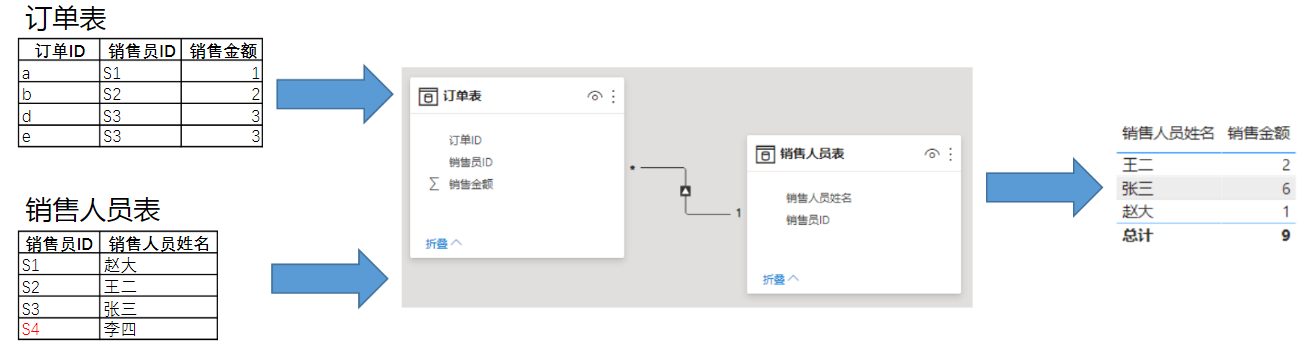 订单表
订单ID 销售员ID 销售金额
a S1 1
b S2 2
d S3 3
e S3 3
销售人员表
销售员ID 销售人员姓名
S1 赵大
S2 王二
S3 张三
S4 李四
订单表
订单ID
销售员ID
∑ 销售金额
折叠
* 1
销售人员表
销售人员姓名
销售员ID
折叠
销售人员姓名 销售金额
王二 2
张三 6
赵大 1
总计 9